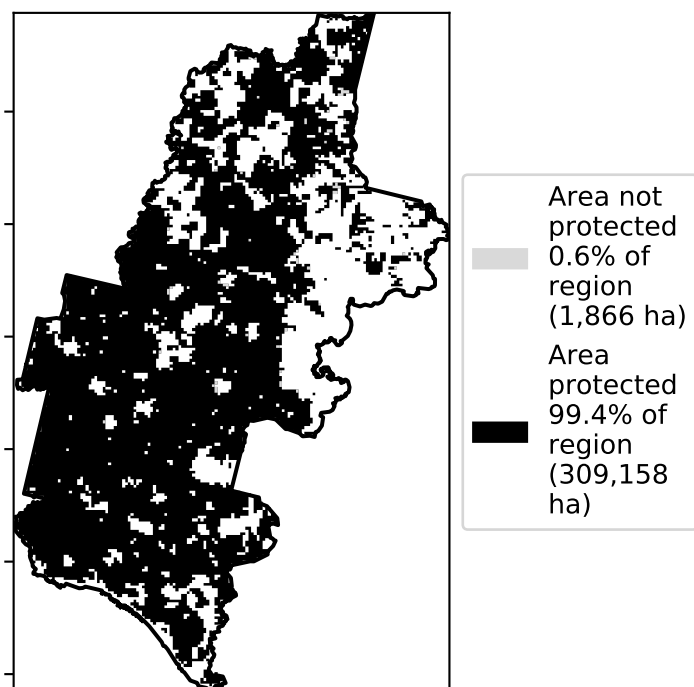 Area not
protected
0.6% of
region
(1,866 ha)
Area
protected
99.4% of
region
(309,158
ha)